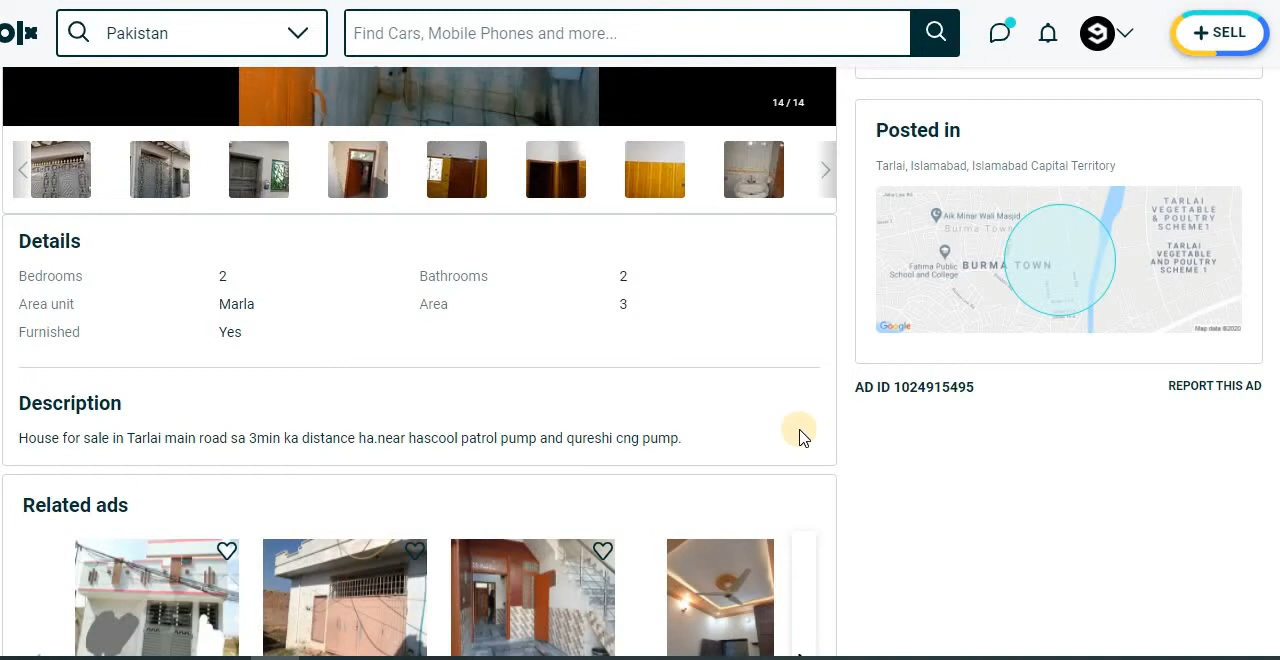 olx
Pakistan
Find Cars, Mobile Phones and more...
+ SELL
14 / 14
Details
Bedrooms 2 Bathrooms 2
Area unit Marla Area 3
Furnished Yes
Description
House for sale in Tarlai main road sa 3min ka distance ha.near hascool patrol pump and qureshi cng pump.
Related ads
Posted in
Tarlai, Islamabad, Islamabad Capital Territory
Aik Minar Wali Masjid
Burma Town
TARLAI
VEGETABLE
& POULTRY
SCHEME1
TARLAI
VEGETABLE
AND POULTRY
SCHEME 1
BURMA TOWN
Fatima Public
School and College
Google
Map data ©2020
AD ID 1024915495
REPORT THIS AD